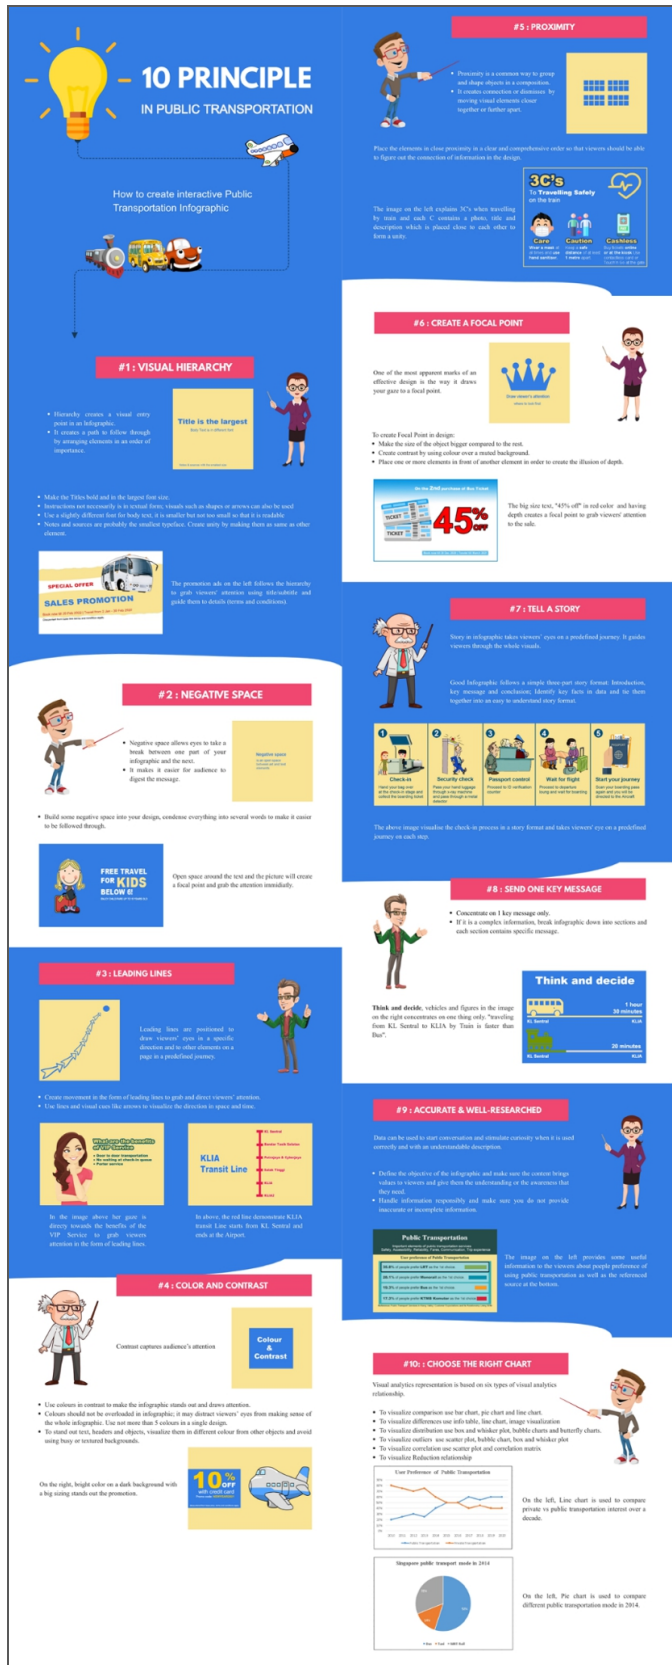 10 PRINCIPLE
IN PUBLIC TRANSPORTATION
How to create interactive Public
Transportation Infographic
#1 : VISUAL HIERARCHY
• Hierarchy creates a visual entry
point in an Infographic.
• It creates a path to follow through
by arranging elements in an order of
importance.
Title is the largest
• Make the Titles bold and in the largest font size.
• Instructions not necessarily is in textual form, visuals such as shapes or arrows can also be used
• Use a slightly different font for body text, it is smaller but not too small so that it is readable
• Notes and sources are probably the smallest typeface. Create unity by making them as same as other
element.
SPECIAL OFFER
SALES PROMOTION
The promotion ads on the left follows the hierarchy
to grab viewers' attention using title/subtitle and
guide them to details (terms and conditions).
#2 : NEGATIVE SPACE
• Negative space allows eyes to take a
break between one part of your
infographic and the next.
• It makes it easier for audience to
digest the message.
Negative space
• Build some negative space into your design, condense everything into several words to make it easier
to be followed through.
FREE TRAVEL
FOR KIDS
BELOW 6!
Open space around the text and the picture will create
a focal point and grab the attention immidiatly.
#3 : LEADING LINES
Leading lines are positioned to
draw viewers' eyes in a specific
direction and to other elements on a
page in a predefined journey.
• Create movement in the form of leading lines to grab and direct viewers' attention.
• Use lines and visual cues like arrows to visualize the direction in space and time.
What are the benefits
of VIP Service
• Door to door transportation
• No waiting at check-in queue
• Porter service
KLIA
Transit Line
KL Sentral
Bandar Tasik Selatan
Putrajaya & Cyberjaya
Salak Tinggi
KLIA
KLIA2
In the image above her gaze is
directy towards the benefits of the
VIP Service to grab viewers
attention in the form of leading lines.
In above, the red line demonstrate KLIA
transit Line starts from KL Sentral and
ends at the Airport.
#4 : COLOR AND CONTRAST
Contrast captures audience's attention
Colour
&
Contrast
• Use colours in contrast to make the infographic stands out and draws attention.
• Colours should not be overloaded in infographic; it may distract viewers' eyes from making sense of
the whole infographic. Use not more than 5 colours in a single design.
• To stand out text, headers and objects, visualize them in different colour from other objects and avoid
using busy or textured backgrounds.
On the right, bright color on a dark background with
a big sizing stands out the promotion.
10% OFF
with credit card
#5 : PROXIMITY
• Proximity is a common way to group
and shape objects in a composition.
• It creates connection or dismisses by
moving visual elements closer
together or further apart.
Place the elements in close proximity in a clear and comprehensive order so that viewers should be able
to figure out the connection of information in the design.
The image on the left explains 3C's when travelling
by train and each C contains a photo, title and
description which is placed close to each other to
form a unity.
3C's
To Travelling Safely
on the train
Care
Caution
Cashless
#6 : CREATE A FOCAL POINT
One of the most apparent marks of an
effective design is the way it draws
your gaze to a focal point.
Draw viewer's attention
To create Focal Point in design:
• Make the size of the object bigger compared to the rest.
• Create contrast by using colour over a mutual background.
• Place one or more elements in front of another element in order to create the illusion of depth.
On the 2nd purchase of Bus Ticket
TICKET
TICKET
45% OFF
The big size text, "45% off" in red color and having
depth creates a focal point to grab viewers' attention
to the sale.
#7 : TELL A STORY
Story in infographic takes viewers' eyes on a predefined journey. It guides
viewers through the whole visuals.
Good Infographic follows a simple three-part story format: Introduction,
key message and conclusion; Identify key facts in data and tie them
together into an easy to understand story format.
1
2
3
4
5
Check-in
Security check
Passport control
Wait for flight
Start your journey
The above image visualise the check-in process in a story format and takes viewers' eye on a predefined
journey on each step.
#8 : SEND ONE KEY MESSAGE
• Concentrate on 1 key message only.
• If it is a complex information, break infographic down into sections and
each section contains specific message.
Think and decide, vehicles and figures in the image
on the right concentrates on one thing only. "traveling
from KL Sentral to KLIA by Train is faster than
Bus".
Think and decide
1 hour
30 minutes
KL Sentral
KLIA
20 minutes
KL Sentral
KLIA
#9 : ACCURATE & WELL-RESEARCHED
Data can be used to start conversation and stimulate curiosity when it is used
correctly and with an understandable description.
• Define the objective of the infographic and make sure the content brings
values to viewers and give them the understanding or the awareness that
they need.
• Handle information responsibly and make sure you do not provide
inaccurate or incomplete information.
Public Transportation
User preference of Public Transportation
The image on the left provides some useful
information to the viewers about people preference of
using public transportation as well as the referenced
source at the bottom.
#10: : CHOOSE THE RIGHT CHART
Visual analytics representation is based on six types of visual analytics
relationship.
• To visualize comparison use bar chart, pie chart and line chart.
• To visualize differences use info table, line chart, image visualization
• To visualize distribution use box and whisker plot, bubble charts and butterfly charts.
• To visualize outliers use scatter plot, bubble chart, box and whisker plot
• To visualize correlation use scatter plot and correlation matrix
• To visualize Reduction relationship
User Preference of Public Transportation
On the left, Line chart is used to compare
private vs public transportation interest over a
decade.
Singapore public transport mode in 2014
On the left, Pie chart is used to compare
different public transportation mode in 2014.